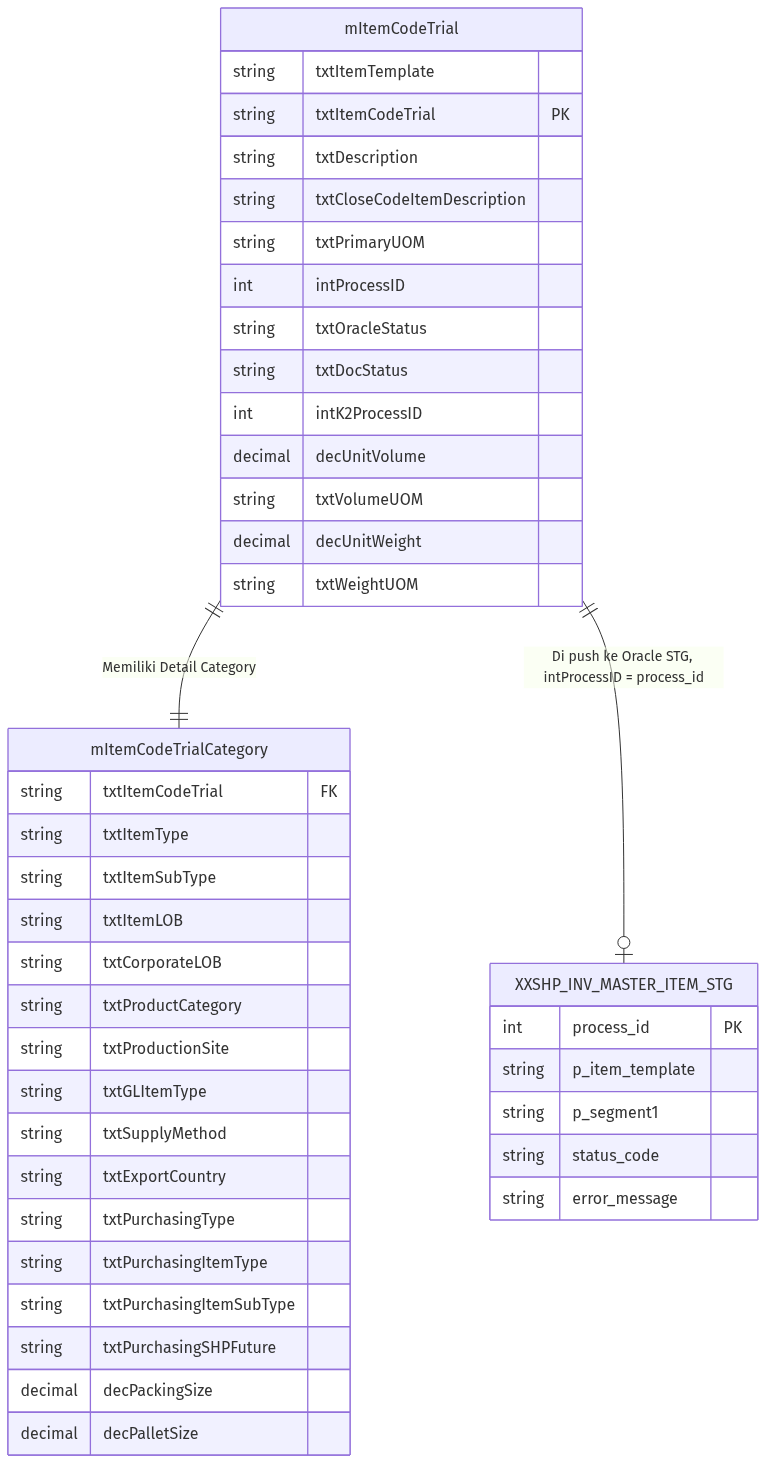 mItemCodeTrial
string txtItemTemplate
string txtItemCodeTrial PK
string txtDescription
string txtCloseCodeItemDescription
string txtPrimaryUOM
int intProcessID
string txtOracleStatus
string txtDocStatus
int intK2ProcessID
decimal decUnitVolume
string txtVolumeUOM
decimal decUnitWeight
string txtWeightUOM
Memiliki Detail Category
Di push ke Oracle STG,
intProcessID = process_id
mItemCodeTrialCategory
string txtItemCodeTrial FK
string txtItemType
string txtItemSubType
string txtItemLOB
string txtCorporateLOB
string txtProductCategory
string txtProductionSite
string txtGLItemType
string txtSupplyMethod
string txtExportCountry
string txtPurchasingType
string txtPurchasingItemType
string txtPurchasingItemSubType
string txtPurchasingSHPFuture
decimal decPackingSize
decimal decPalletSize
XXSHP_INV_MASTER_ITEM_STG
int process_id PK
string p_item_template
string p_segment1
string status_code
string error_message